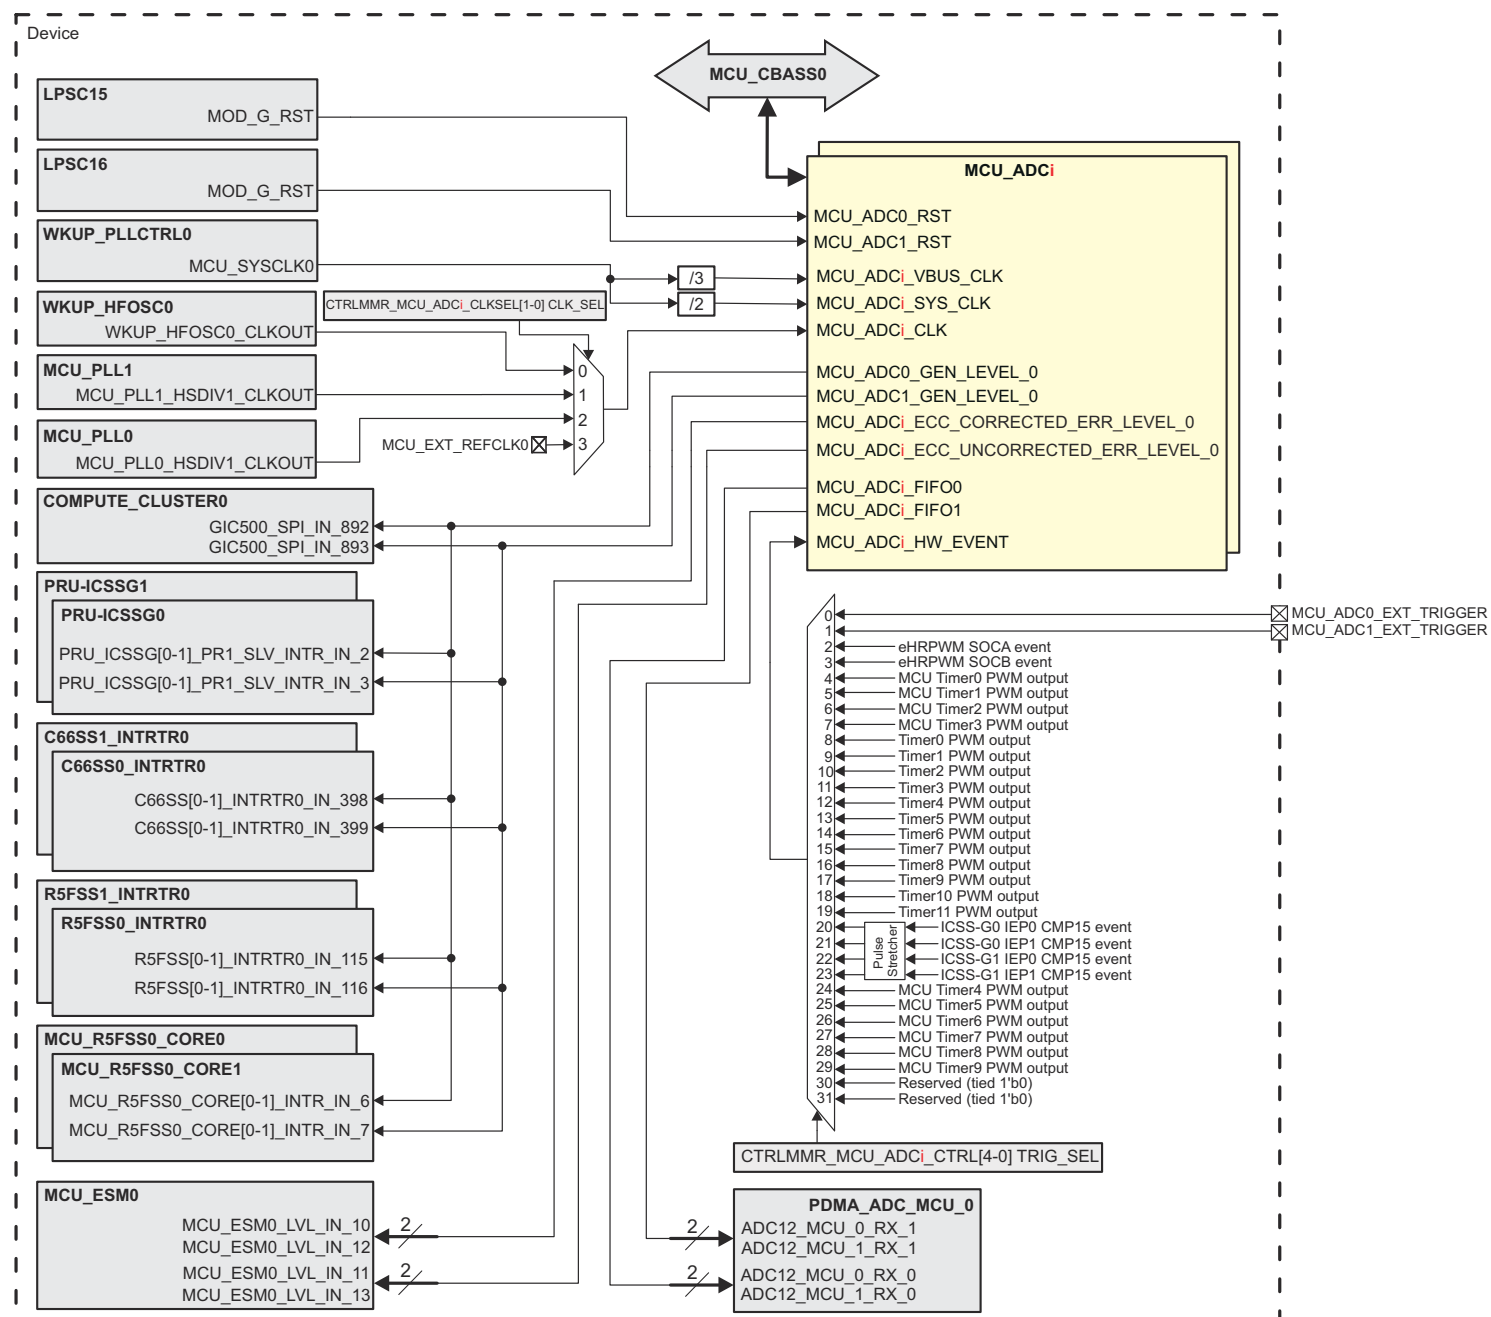 Device
LPSC15
MOD_G_RST
LPSC16
MOD_G_RST
WKUP_PLLCTRL0
MCU_SYSCLK0
WKUP_HFOSC0
WKUP_HFOSC0_CLKOUT
MCU_PLL1
MCU_PLL1_HSDIV1_CLKOUT
MCU_PLL0
MCU_PLL0_HSDIV1_CLKOUT
CTRLMMR_MCU_ADCi_CLKSEL[1-0] CLK_SEL
0
1
2
3
MCU_EXT_REFCLK0
/3
/2
MCU_CBASS0
MCU_ADCi
MCU_ADC0_RST
MCU_ADC1_RST
MCU_ADCi_VBUS_CLK
MCU_ADCi_SYS_CLK
MCU_ADCi_CLK
MCU_ADC0_GEN_LEVEL_0
MCU_ADC1_GEN_LEVEL_0
MCU_ADCi_ECC_CORRECTED_ERR_LEVEL_0
MCU_ADCi_ECC_UNCORRECTED_ERR_LEVEL_0
MCU_ADCi_FIFO0
MCU_ADCi_FIFO1
MCU_ADCi_HW_EVENT
COMPUTE_CLUSTER0
GIC500_SPI_IN_892
GIC500_SPI_IN_893
PRU-ICSSG1
PRU-ICSSG0
PRU_ICSSG[0-1]_PR1_SLV_INTR_IN_2
PRU_ICSSG[0-1]_PR1_SLV_INTR_IN_3
C66SS1_INTRTR0
C66SS0_INTRTR0
C66SS[0-1]_INTRTR0_IN_398
C66SS[0-1]_INTRTR0_IN_399
R5FSS1_INTRTR0
R5FSS0_INTRTR0
R5FSS[0-1]_INTRTR0_IN_115
R5FSS[0-1]_INTRTR0_IN_116
MCU_R5FSS0_CORE0
MCU_R5FSS0_CORE1
MCU_R5FSS0_CORE[0-1]_INTR_IN_6
MCU_R5FSS0_CORE[0-1]_INTR_IN_7
MCU_ESM0
MCU_ESM0_LVL_IN_10
MCU_ESM0_LVL_IN_12
MCU_ESM0_LVL_IN_11
MCU_ESM0_LVL_IN_13
2
2
0 MCU_ADC0_EXT_TRIGGER
1 MCU_ADC1_EXT_TRIGGER
2 eHRPWM SOCA event
3 eHRPWM SOCB event
4 MCU Timer0 PWM output
5 MCU Timer1 PWM output
6 MCU Timer2 PWM output
7 MCU Timer3 PWM output
8 Timer0 PWM output
9 Timer1 PWM output
10 Timer2 PWM output
11 Timer3 PWM output
12 Timer4 PWM output
13 Timer5 PWM output
14 Timer6 PWM output
15 Timer7 PWM output
16 Timer8 PWM output
17 Timer9 PWM output
18 Timer10 PWM output
19 Timer11 PWM output
20 ICSS-G0 IEP0 CMP15 event
21 ICSS-G0 IEP1 CMP15 event
22 ICSS-G1 IEP0 CMP15 event
23 ICSS-G1 IEP1 CMP15 event
Pulse
Stretcher
24 MCU Timer4 PWM output
25 MCU Timer5 PWM output
26 MCU Timer6 PWM output
27 MCU Timer7 PWM output
28 MCU Timer8 PWM output
29 MCU Timer9 PWM output
30 Reserved (tied 1'b0)
31 Reserved (tied 1'b0)
CTRLMMR_MCU_ADCi_CTRL[4-0] TRIG_SEL
PDMA_ADC_MCU_0
2
ADC12_MCU_0_RX_1
ADC12_MCU_1_RX_1
2
ADC12_MCU_0_RX_0
ADC12_MCU_1_RX_0